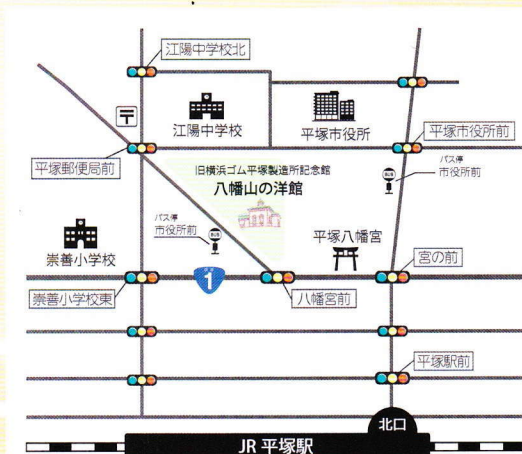 江陽中学校北
江陽中学校
平塚市役所
平塚市役所前
平塚郵便局前
旧横浜ゴム平塚製造所記念館
八幡山の洋館
バス停
市役所前
バス停
市役所前
崇善小学校
平塚八幡宮
宮の前
1
崇善小学校東
八幡宮前
平塚駅前
北口
JR 平塚駅